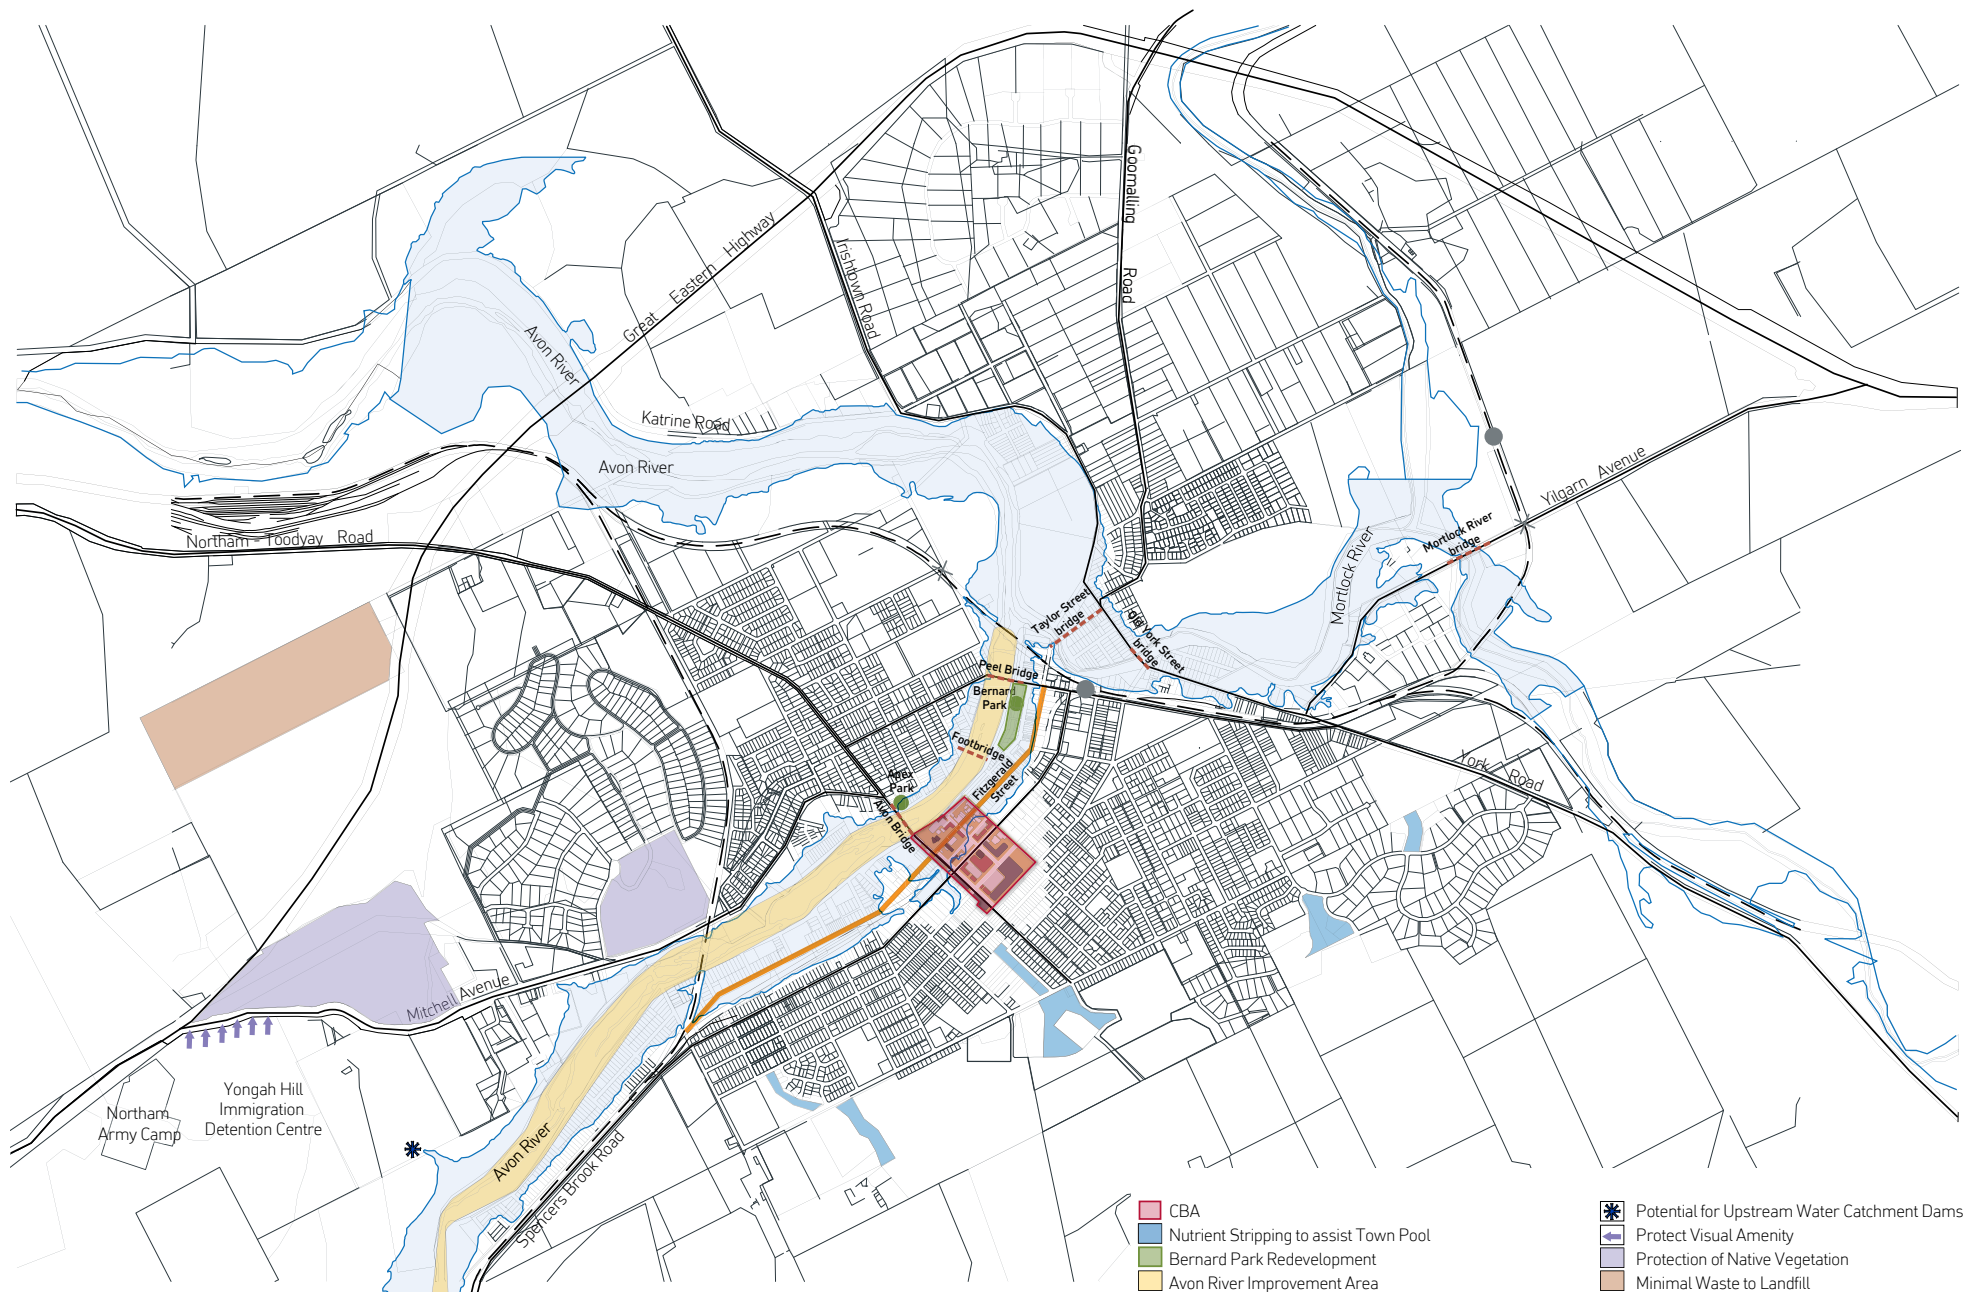 Goomalling
Road
Great Eastern Highway
Irishtown Road
Avon River
Katrine Road
Avon River
Yilgarn Avenue
Northam - Toodyay Road
Mortlock River
bridge
Mortlock River
Taylor Street
bridge
Old York Street
bridge
Peel Bridge
Bernard
Park
Footbridge
Fitzgerald
Street
Apex
Park
Avon Bridge
York Road
Mitchell Avenue
Yongah Hill
Immigration
Detention Centre
Northam
Army Camp
Avon River
Spencers Brook Road
CBA
Nutrient Stripping to assist Town Pool
Bernard Park Redevelopment
Avon River Improvement Area
Potential for Upstream Water Catchment Dams
Protect Visual Amenity
Protection of Native Vegetation
Minimal Waste to Landfill